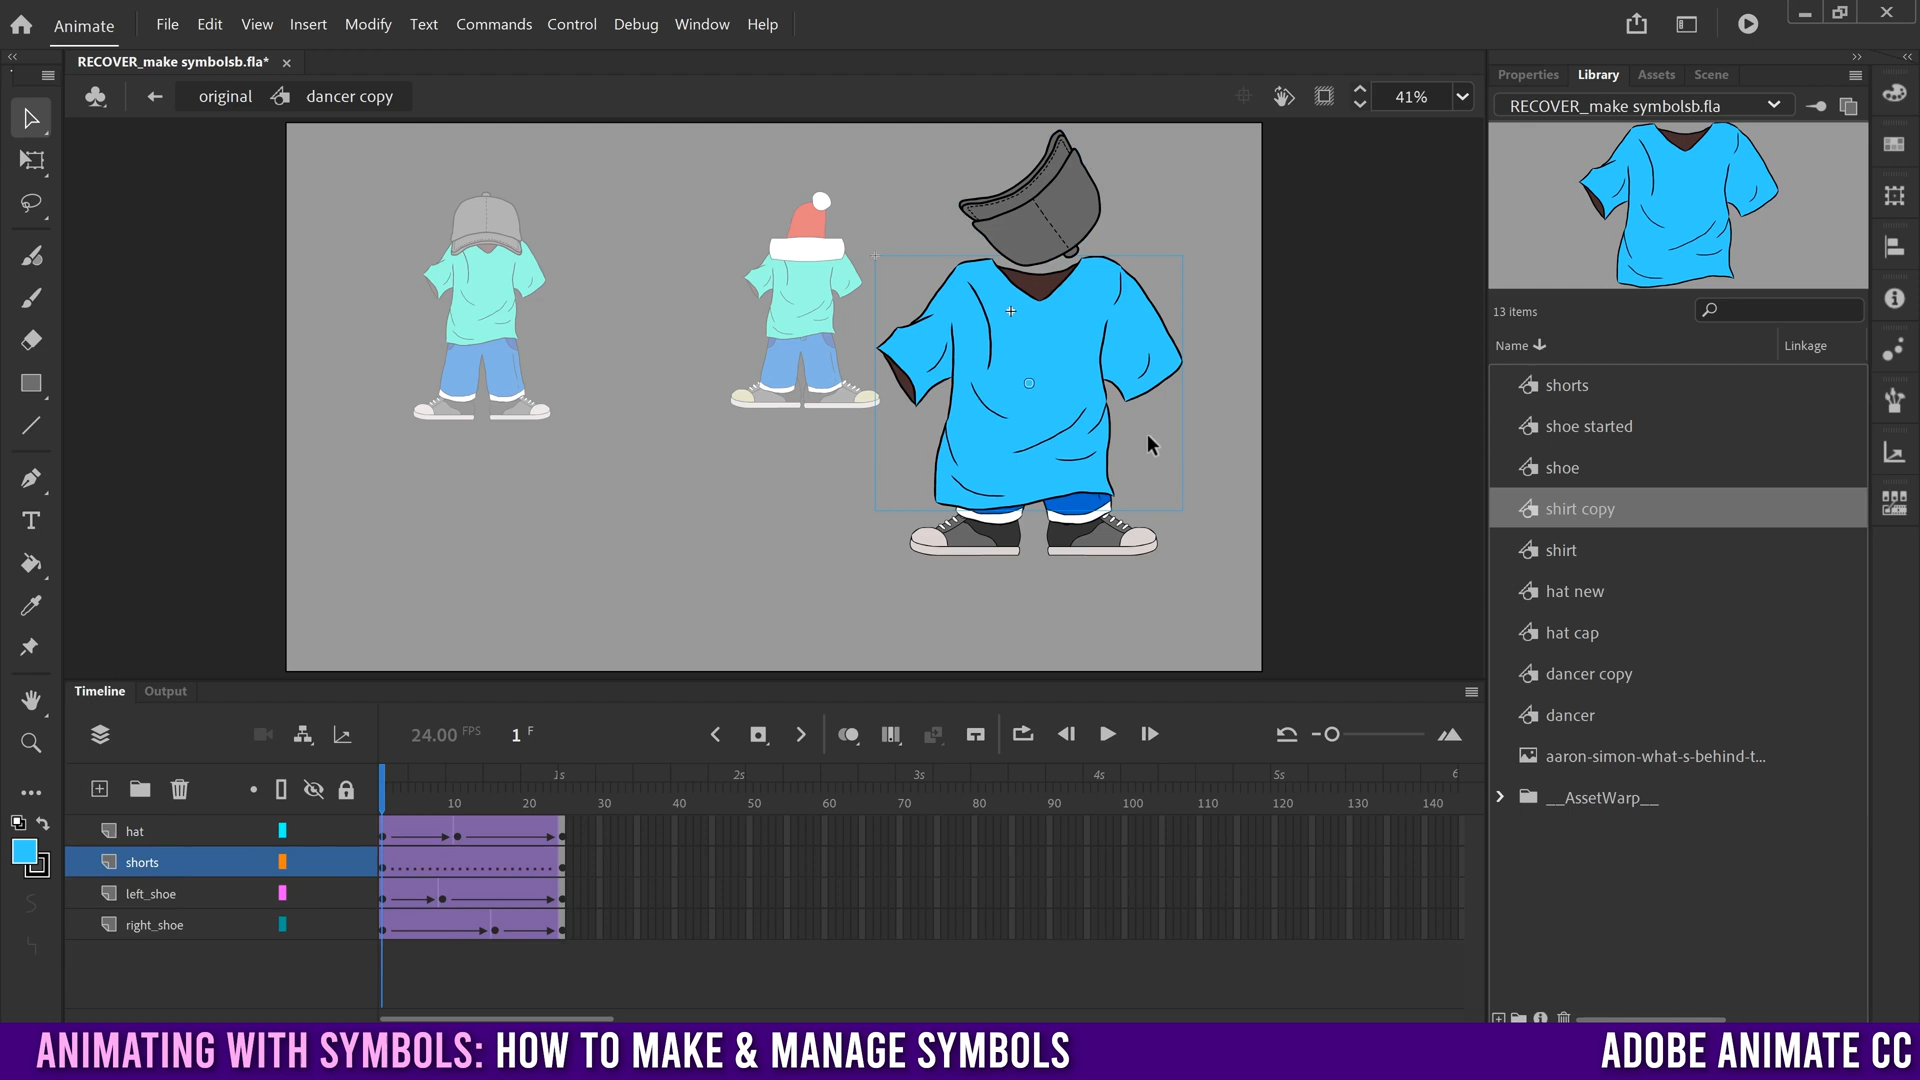 Animate File Edit View Insert Modify Text Commands Control Debug Window Help
RECOVER_make symbolsb.fla*
original dancer copy 41%
Properties Library Assets Scene
RECOVER_make symbolsb.fla
13 items
Name Linkage
shorts
shoe started
shoe
shirt copy
shirt
hat new
hat cap
dancer copy
dancer
aaron-simon-what-s-behind-t...
__AssetWarp__
Timeline Output
24.00 FPS 1 F
1s 2s 3s 4s 5s 6
10 20 30 40 50 60 70 80 90 100 110 120 130 140
hat
shorts
left_shoe
right_shoe
ANIMATING WITH SYMBOLS: HOW TO MAKE & MANAGE SYMBOLS
ADOBE ANIMATE CC